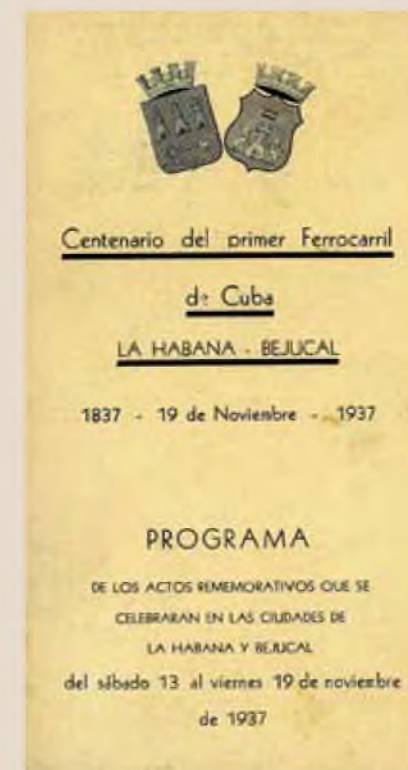 Centenario del primer Ferrocarril
de Cuba
LA HABANA - BEJUCAL
1837 - 19 de Noviembre - 1937
PROGRAMA
DE LOS ACTOS REMEMORATIVOS QUE SE
CELEBRARAN EN LAS CIUDADES DE
LA HABANA Y BEJUCAL
del sábado 13 al viernes 19 de noviembre
de 1937